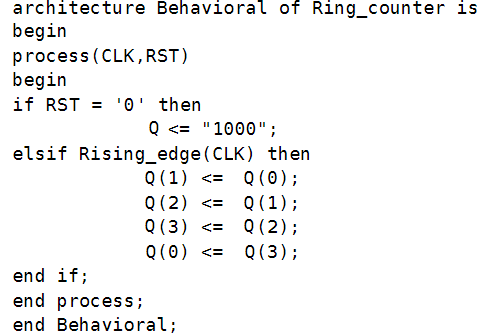 architecture Behavioral of Ring_counter is
begin
process(CLK,RST)
begin
if RST = '0' then
Q <= "1000";
elsif Rising_edge(CLK) then
Q(1) <= Q(0);
Q(2) <= Q(1);
Q(3) <= Q(2);
Q(0) <= Q(3);
end if;
end process;
end Behavioral;